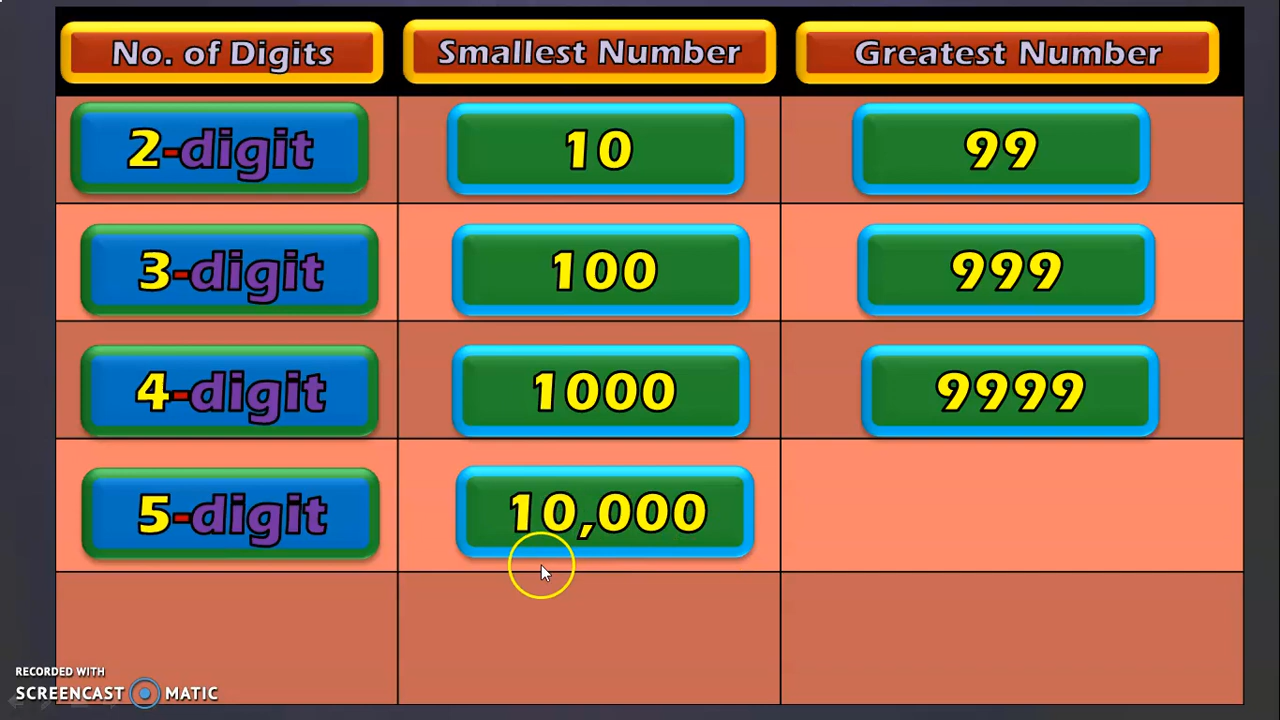 No. of Digits Smallest Number Greatest Number
2-digit 10 99
3-digit 100 999
4-digit 1000 9999
5-digit 10,000
RECORDED WITH
SCREENCAST MATIC